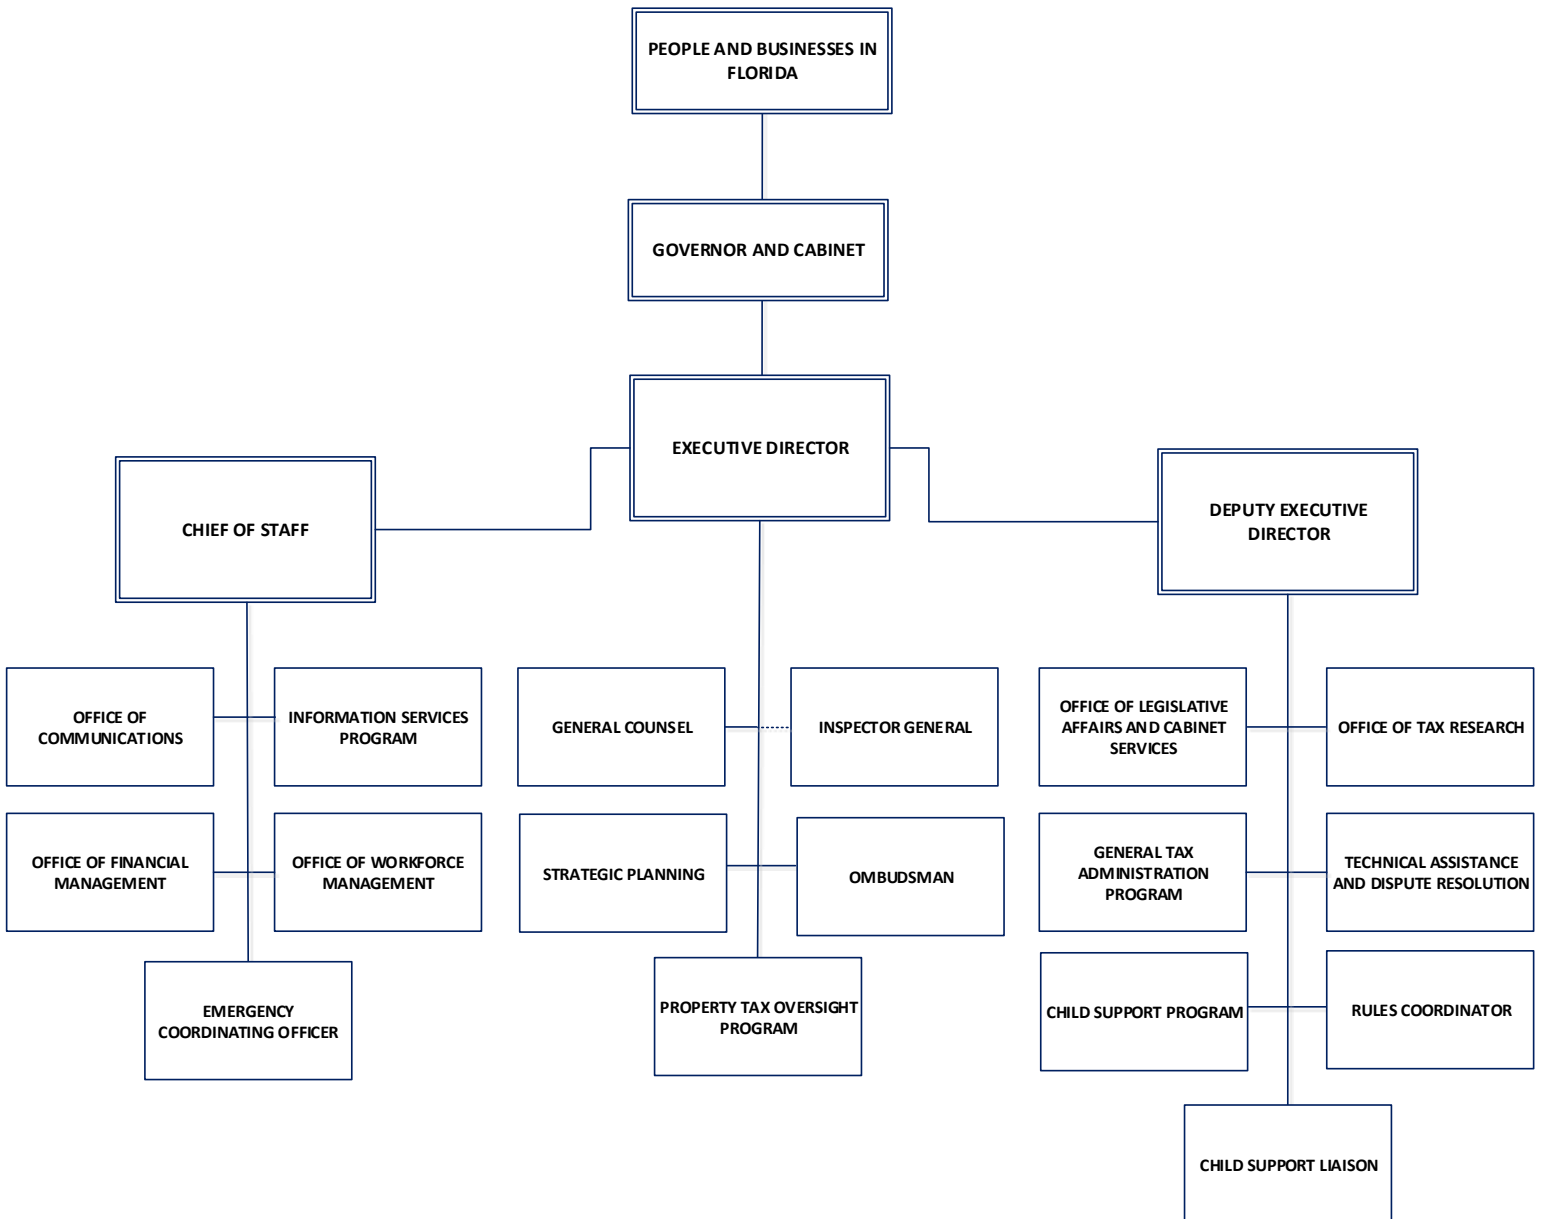 PEOPLE AND BUSINESSES IN
FLORIDA
GOVERNOR AND CABINET
EXECUTIVE DIRECTOR
CHIEF OF STAFF
DEPUTY EXECUTIVE
DIRECTOR
OFFICE OF
COMMUNICATIONS
INFORMATION SERVICES
PROGRAM
GENERAL COUNSEL
INSPECTOR GENERAL
OFFICE OF LEGISLATIVE
AFFAIRS AND CABINET
SERVICES
OFFICE OF TAX RESEARCH
OFFICE OF FINANCIAL
MANAGEMENT
OFFICE OF WORKFORCE
MANAGEMENT
STRATEGIC PLANNING
OMBUDSMAN
GENERAL TAX
ADMINISTRATION
PROGRAM
TECHNICAL ASSISTANCE
AND DISPUTE RESOLUTION
EMERGENCY
COORDINATING OFFICER
PROPERTY TAX OVERSIGHT
PROGRAM
CHILD SUPPORT PROGRAM
RULES COORDINATOR
CHILD SUPPORT LIAISON